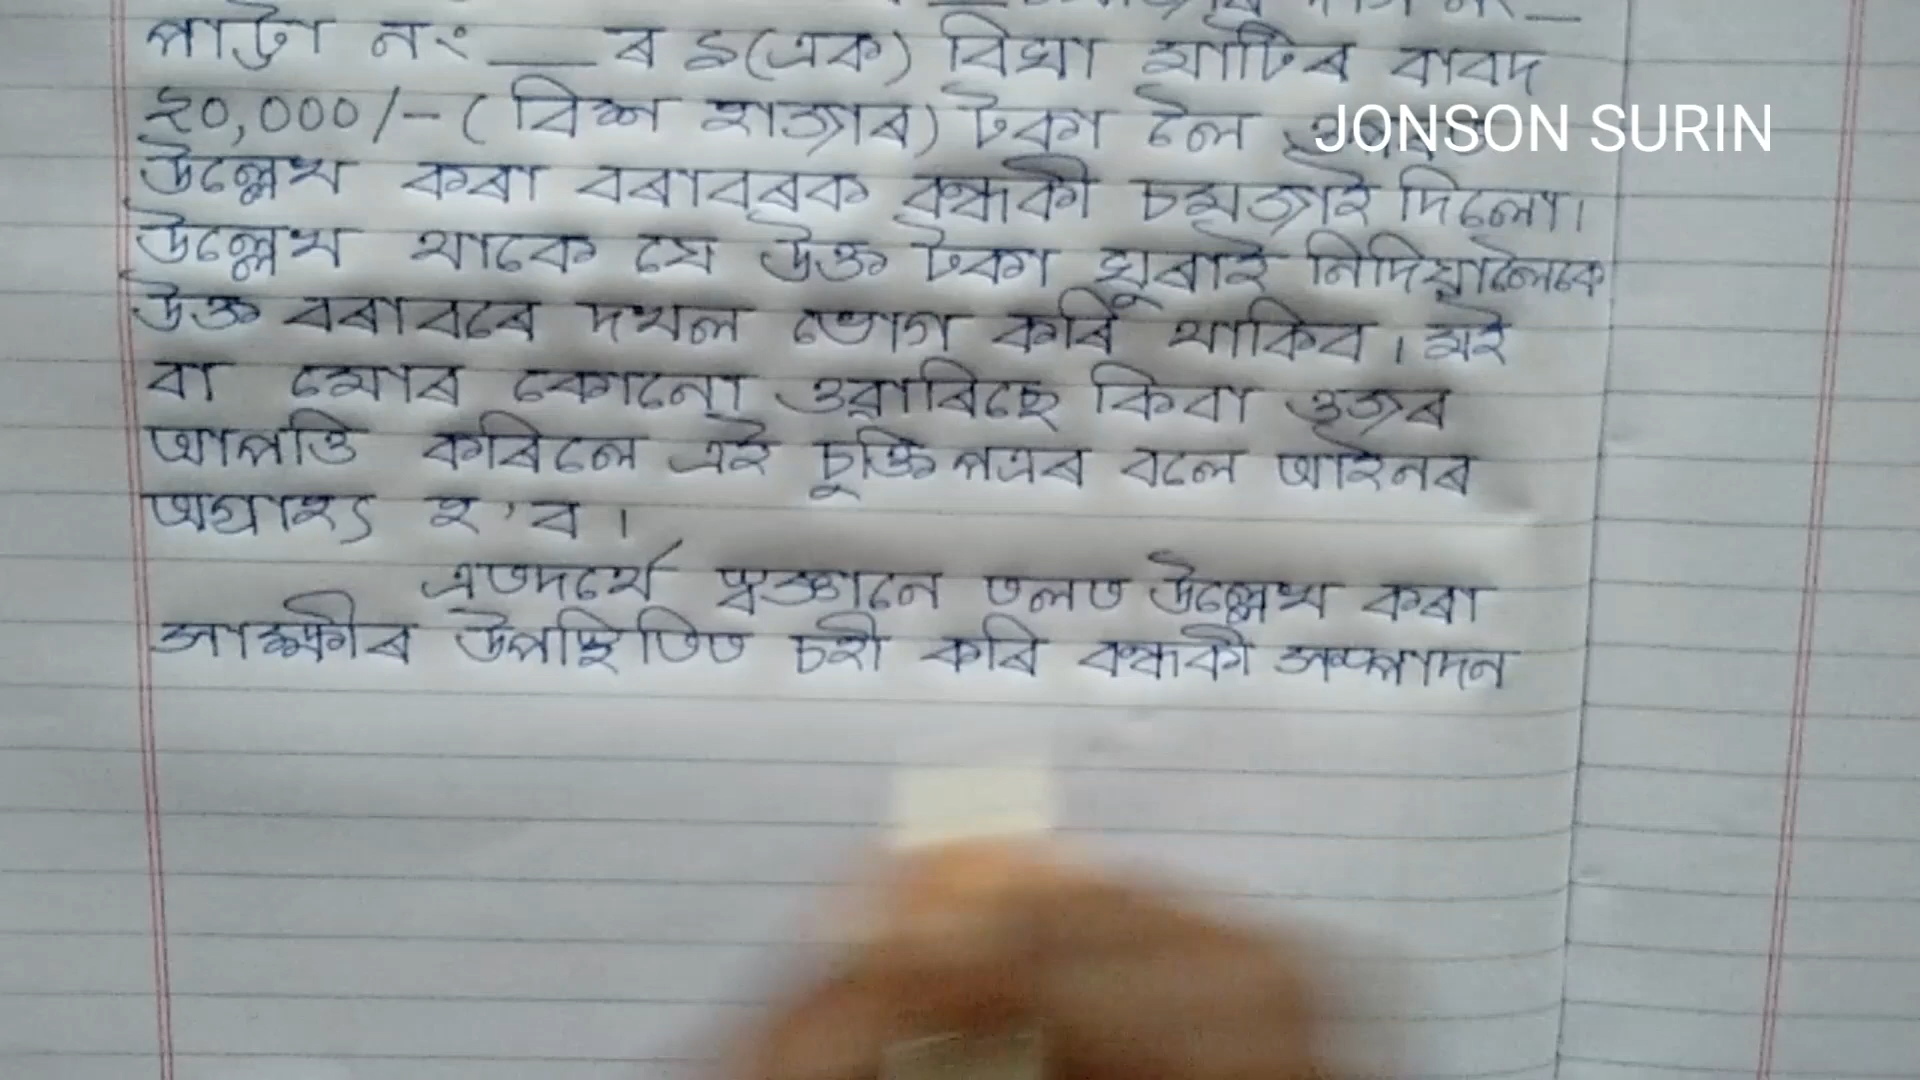 পাট্টা নং ___ ৰ ১(এক) বিঘা মাটিৰ বাবদ
২০,০০০/- (বিশ হাজাৰ) টকা লৈ
JONSON SURIN
উল্লেখ কৰা বৰাবৰক বন্ধকী চমজাই দিলো।
উল্লেখ থাকে যে উক্ত টকা ঘূৰাই নিদিয়ালৈকে
উক্ত বৰাবৰে দখল ভোগ কৰি থাকিব। মই
বা মোৰ কোনো ওৱাৰিছে কিবা ওজৰ
আপত্তি কৰিলে এই চুক্তি পত্ৰৰ বলে আইনৰ
অগ্ৰাহ্য হ'ব।
এতদৰ্থে স্বজ্ঞানে তলত উল্লেখ কৰা
সাক্ষীৰ উপস্থিতিত চহী কৰি বন্ধকী সম্পাদন